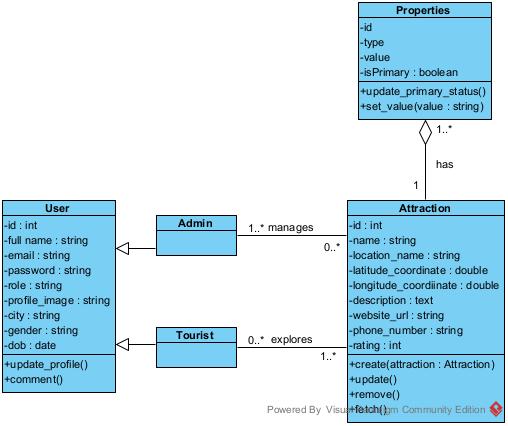 Properties
-id
-type
-value
-isPrimary : boolean
+update_primary_status()
+set_value(value : string)
1..*
has
1
User
-id : int
-full name : string
-email : string
-password : string
-role : string
-profile_image : string
-city : string
-gender : string
-dob : date
+update_profile()
+comment()
Admin
1..* manages
0..*
Tourist
0..* explores
1..*
Attraction
-id : int
-name : string
-location_name : string
-latitude_coordinate : double
-longitude_coordiinate : double
-description : text
-website_url : string
-phone_number : string
-rating : int
+create(attraction : Attraction)
+update()
+remove()
+fetch()
Powered By Visual Paradigm Community Edition